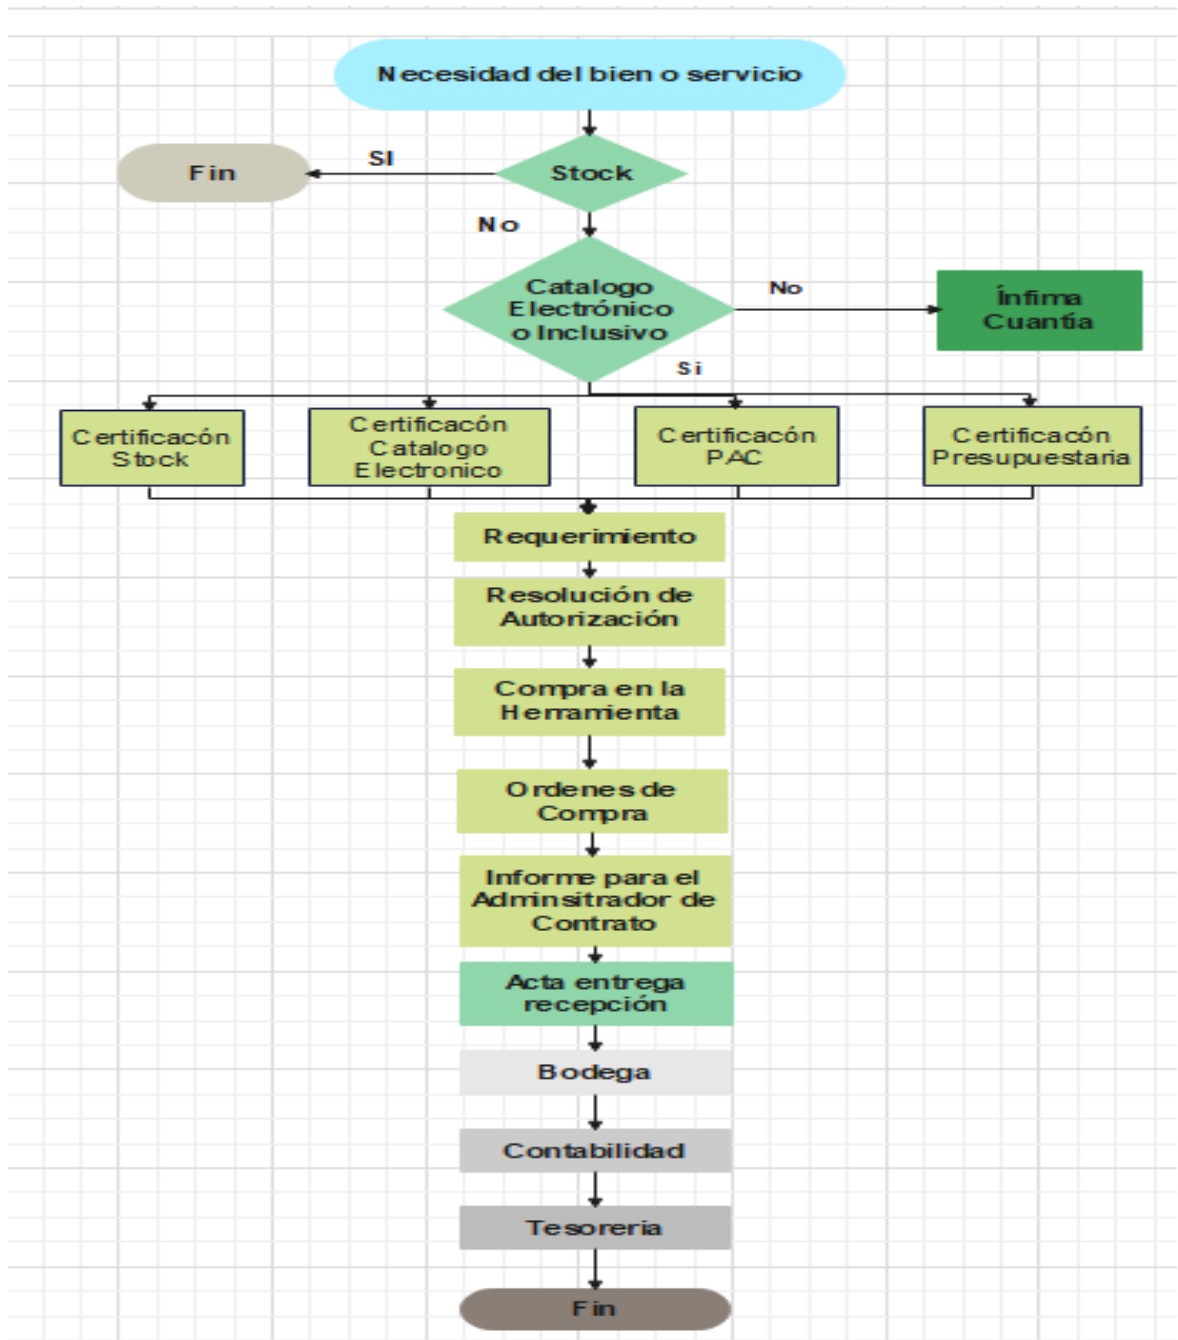 Necesidad del bien o servicio
SI
Fin
Stock
No
Catalogo
Electrónico
o Inclusivo
No
Ínfima
Cuantía
Si
Certificacón
Stock
Certificacón
Catalogo
Electronico
Certificacón
PAC
Certificacón
Presupuestaria
Requerimiento
Resolución de
Autorización
Compra en la
Herramienta
Ordenes de
Compra
Informe para el
Adminsitrador de
Contrato
Acta entrega
recepción
Bodega
Contabilidad
Tesoreria
Fin